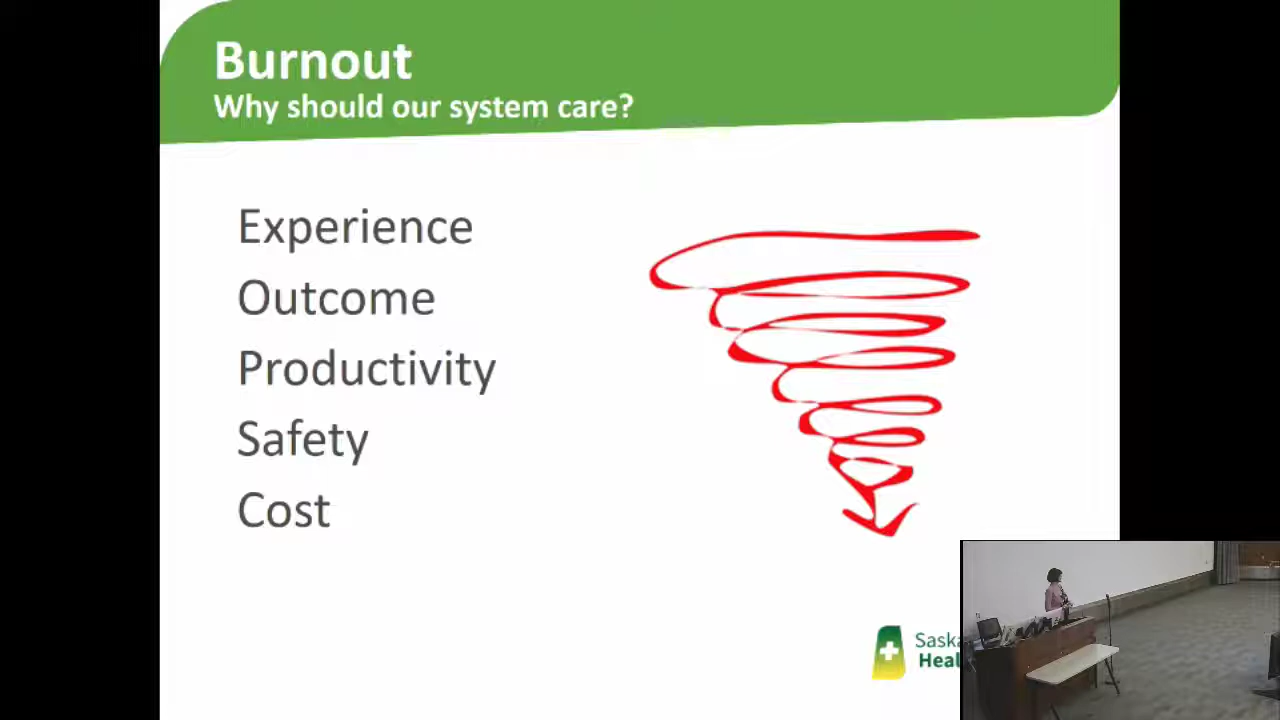 Burnout
Why should our system care?
Experience
Outcome
Productivity
Safety
Cost